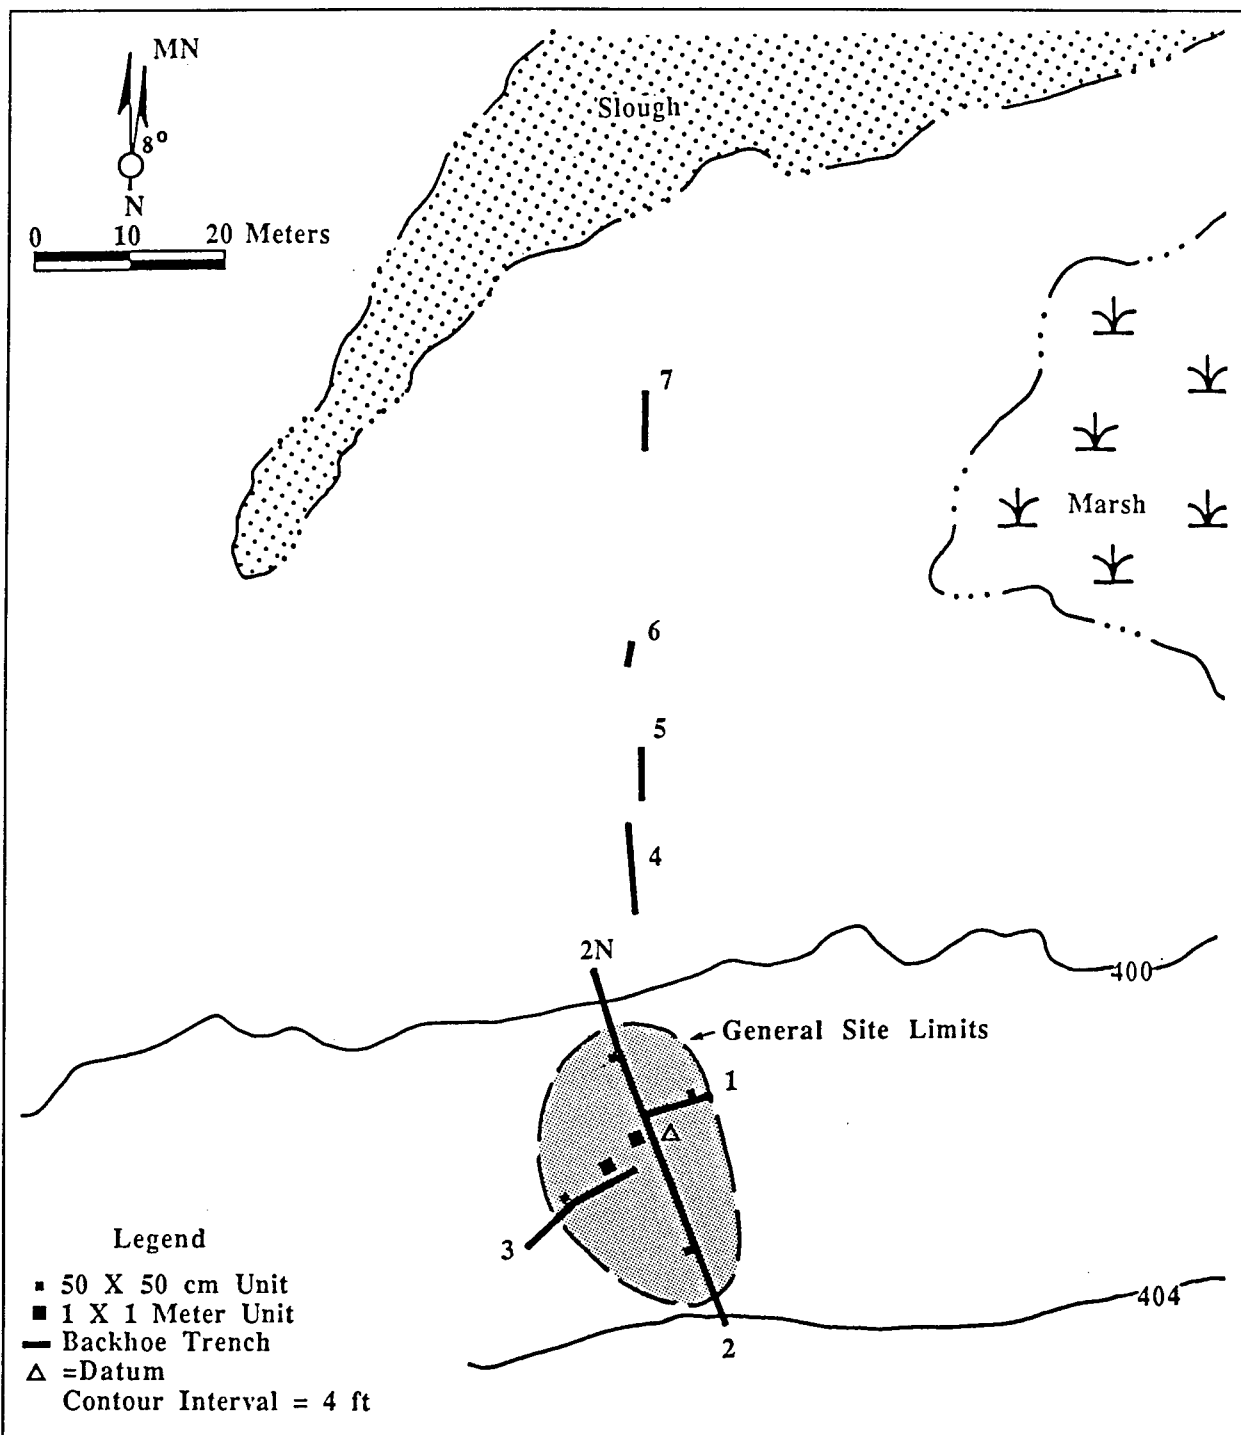 MN
8°
N
0 10 20 Meters
Slough
7
Marsh
6
5
4
2N
400
General Site Limits
1
3
404
2
Legend
50 X 50 cm Unit
1 X 1 Meter Unit
Backhoe Trench
=Datum
Contour Interval = 4 ft